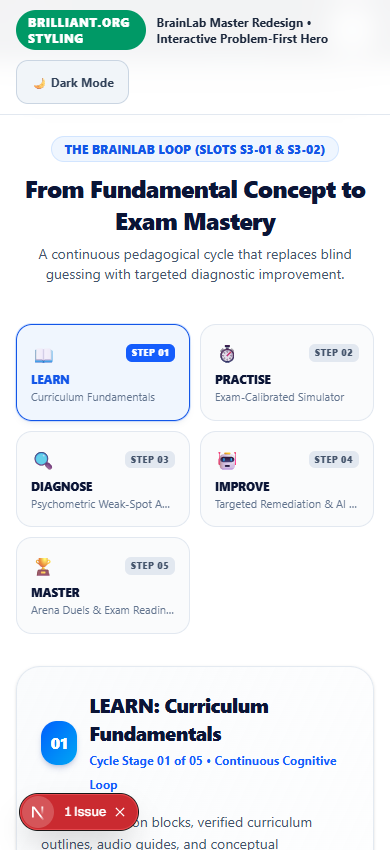 BRILLIANT.ORG
STYLING
BrainLab Master Redesign •
Interactive Problem-First Hero
🌙 Dark Mode
THE BRAINLAB LOOP (SLOTS S3-01 & S3-02)
From Fundamental Concept to
Exam Mastery
A continuous pedagogical cycle that replaces blind
guessing with targeted diagnostic improvement.
STEP 01
LEARN
Curriculum Fundamentals
STEP 02
PRACTISE
Exam-Calibrated Simulator
STEP 03
DIAGNOSE
Psychometric Weak-Spot A...
STEP 04
IMPROVE
Targeted Remediation & AI ...
STEP 05
MASTER
Arena Duels & Exam Readin...
01
LEARN: Curriculum
Fundamentals
Cycle Stage 01 of 05 • Continuous Cognitive
Loop
N
1 Issue
on blocks, verified curriculum
outlines, audio guides, and conceptual